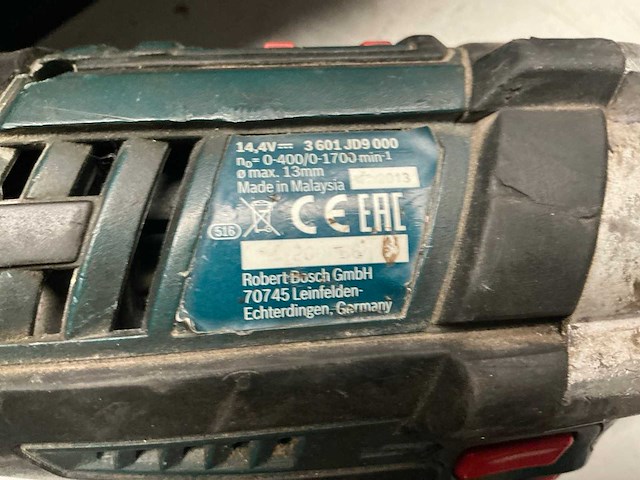 14,4V⎓ 3 601 JD9 000
n₀= 0-400/0-1700 min⁻¹
ø max. 13mm
Made in Malaysia
516 CE EAC
Robert Bosch GmbH
70745 Leinfelden-
Echterdingen, Germany